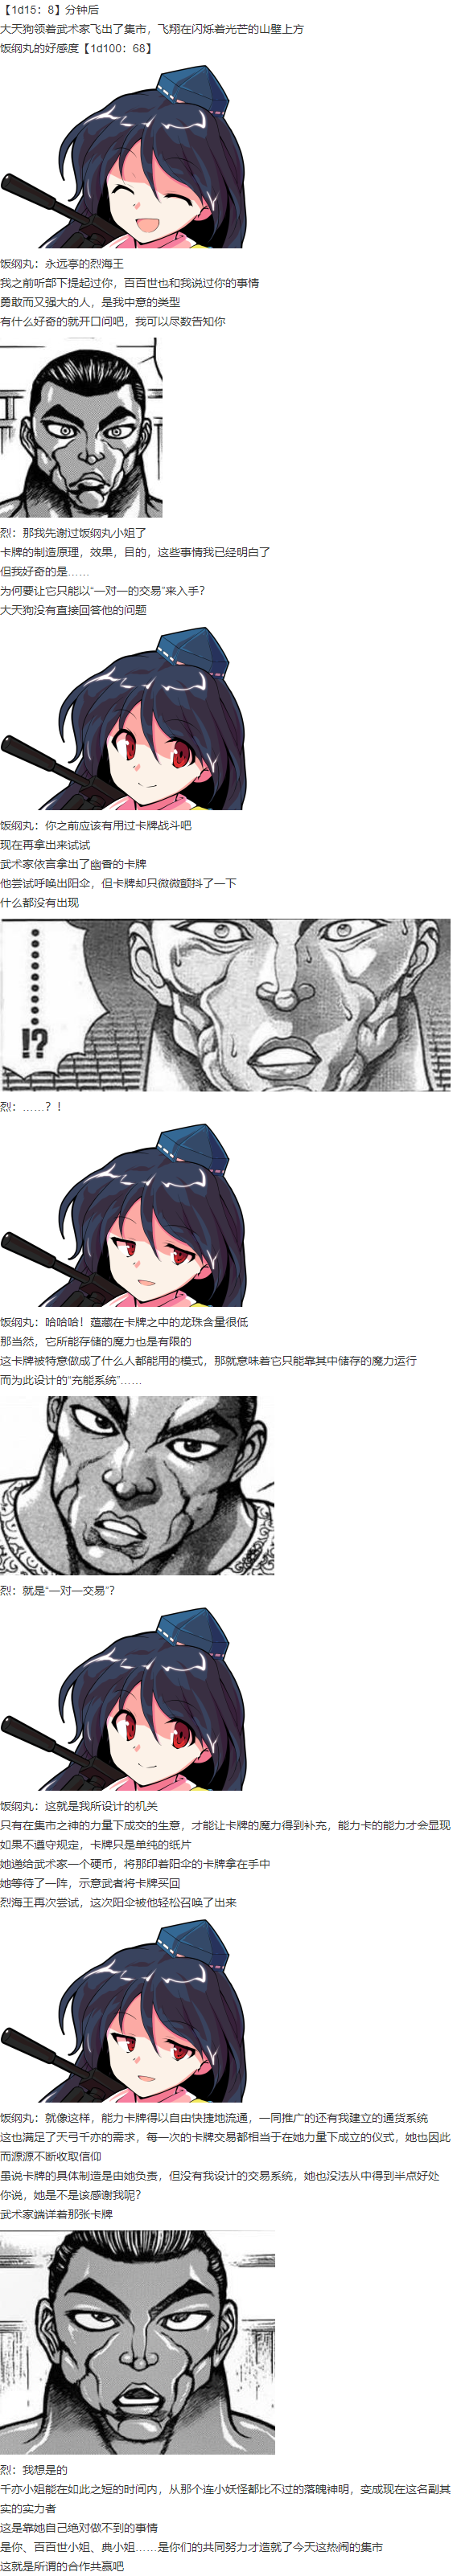 【1d15：8】分钟后
大天狗领着武术家飞出了集市，飞翔在闪烁着光芒的山壁上方
饭纲丸的好感度【1d100：68】
饭纲丸：永远亭的烈海王
我之前听部下提起过你，百百世也和我说过你的事情
勇敢而又强大的人，是我中意的类型
有什么好奇的就开口问吧，我可以尽数告知你
烈：那我先谢过饭纲丸小姐了
卡牌的制造原理，效果，目的，这些事情我已经明白了
但我好奇的是……
为何要让它只能以“一对一的交易”来入手？
大天狗没有直接回答他的问题
饭纲丸：你之前应该有用过卡牌战斗吧
现在再拿出来试试
武术家依言拿出了幽香的卡牌
他尝试呼唤出阳伞，但卡牌却只微微颤抖了一下
什么都没有出现
………
!?
烈：……？！
饭纲丸：哈哈哈！蕴藏在卡牌之中的龙珠含量很低
那当然，它所能存储的魔力也是有限的
这卡牌被特意做成了什么人都能用的模式，那就意味着它只能靠其中储存的魔力运行
而为此设计的“充能系统”……
烈：就是“一对一交易”？
饭纲丸：这就是我所设计的机关
只有在集市之神的力量下成交的生意，才能让卡牌的魔力得到补充，能力卡的能力才会显现
如果不遵守规定，卡牌只是单纯的纸片
她递给武术家一个硬币，将那印着阳伞的卡牌拿在手中
她等待了一阵，示意武者将卡牌买回
烈海王再次尝试，这次阳伞被他轻松召唤了出来
饭纲丸：就像这样，能力卡牌得以自由快捷地流通，一同推广的还有我建立的通货系统
这也满足了天弓千亦的需求，每一次的卡牌交易都相当于在她力量下成立的仪式，她也因此
而源源不断收取信仰
虽说卡牌的具体制造是由她负责，但没有我设计的交易系统，她也没法从中得到半点好处
你说，她是不是该感谢我呢？
武术家端详着那张卡牌
烈：我想是的
千亦小姐能在如此之短的时间内，从那个连小妖怪都比不过的落魄神明，变成现在这名副其
实的实力者
这是靠她自己绝对做不到的事情
是你、百百世小姐、典小姐……是你们的共同努力才造就了今天这热闹的集市
这就是所谓的合作共赢吧